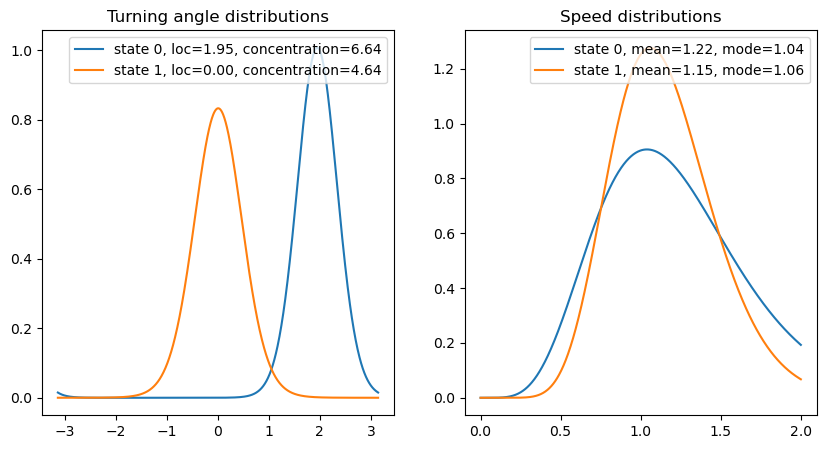 Turning angle distributions
state 0, loc=1.95, concentration=6.64
state 1, loc=0.00, concentration=4.64
1.0
0.8
0.6
0.4
0.2
0.0
−3 −2 −1 0 1 2 3
Speed distributions
state 0, mean=1.22, mode=1.04
state 1, mean=1.15, mode=1.06
1.2
1.0
0.8
0.6
0.4
0.2
0.0
0.0 0.5 1.0 1.5 2.0